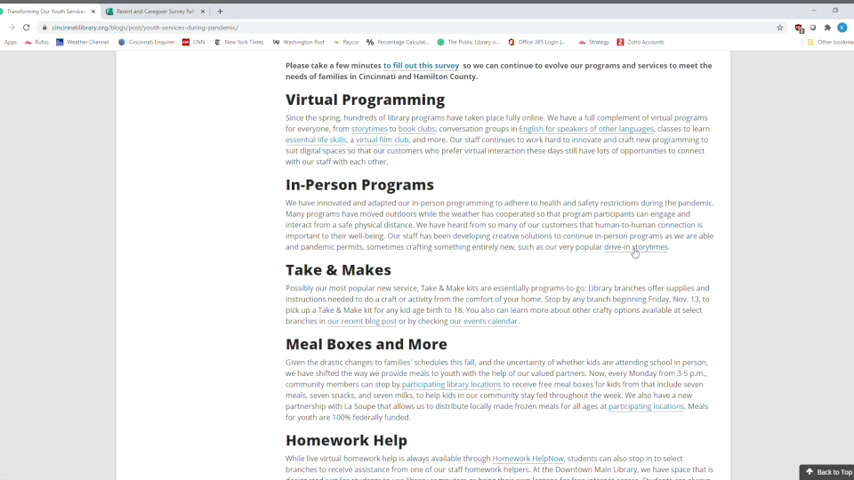 Transforming Our Youth Services
Parent and Caregiver Survey Fall
cincinnatilibrary.org/blogs/post/youth-services-during-pandemic/
Apps Rufus Weather Channel Cincinnati Enquirer CNN New York Times Washington Post Paycor Percentage Calculat... The Public Library o... Office 365 Login |... Strategy Zoho Accounts Other bookma
Please take a few minutes to fill out this survey so we can continue to evolve our programs and services to meet the
needs of families in Cincinnati and Hamilton County.
Virtual Programming
Since the spring, hundreds of library programs have taken place fully online. We have a full complement of virtual programs
for everyone, from storytimes to book clubs, conversation groups in English for speakers of other languages, classes to learn
essential life skills, a virtual film club, and more. Our staff continues to work hard to innovate and craft new programming to
suit digital spaces so that our customers who prefer virtual interaction these days still have lots of opportunities to connect
with our staff with each other.
In-Person Programs
We have innovated and adapted our in-person programming to adhere to health and safety restrictions during the pandemic.
Many programs have moved outdoors while the weather has cooperated so that program participants can engage and
interact from a safe physical distance. We have heard from so many of our customers that human-to-human connection is
important to their well-being. Our staff has been developing creative solutions to continue in-person programs as we are able
and pandemic permits, sometimes crafting something entirely new, such as our very popular drive-in storytimes.
Take & Makes
Possibly our most popular new service, Take & Make kits are essentially programs-to-go: Library branches offer supplies and
instructions needed to do a craft or activity from the comfort of your home. Stop by any branch beginning Friday, Nov. 13, to
pick up a Take & Make kit for any kid age birth to 18. You also can learn more about other crafty options available at select
branches in our recent blog post or by checking our events calendar.
Meal Boxes and More
Given the drastic changes to families' schedules this fall, and the uncertainty of whether kids are attending school in person,
we have shifted the way we provide meals to youth with the help of our valued partners. Now, every Monday from 3-5 p.m.,
community members can stop by participating library locations to receive free meal boxes for kids from that include seven
meals, seven snacks, and seven milks, to help kids in our community stay fed throughout the week. We also have a new
partnership with La Soupe that allows us to distribute locally made frozen meals for all ages at participating locations. Meals
for youth are 100% federally funded.
Homework Help
While live virtual homework help is always available through Homework HelpNow, students can also stop in to select
branches to receive assistance from one of our staff homework helpers. At the Downtown Main Library, we have space that is
Back to Top